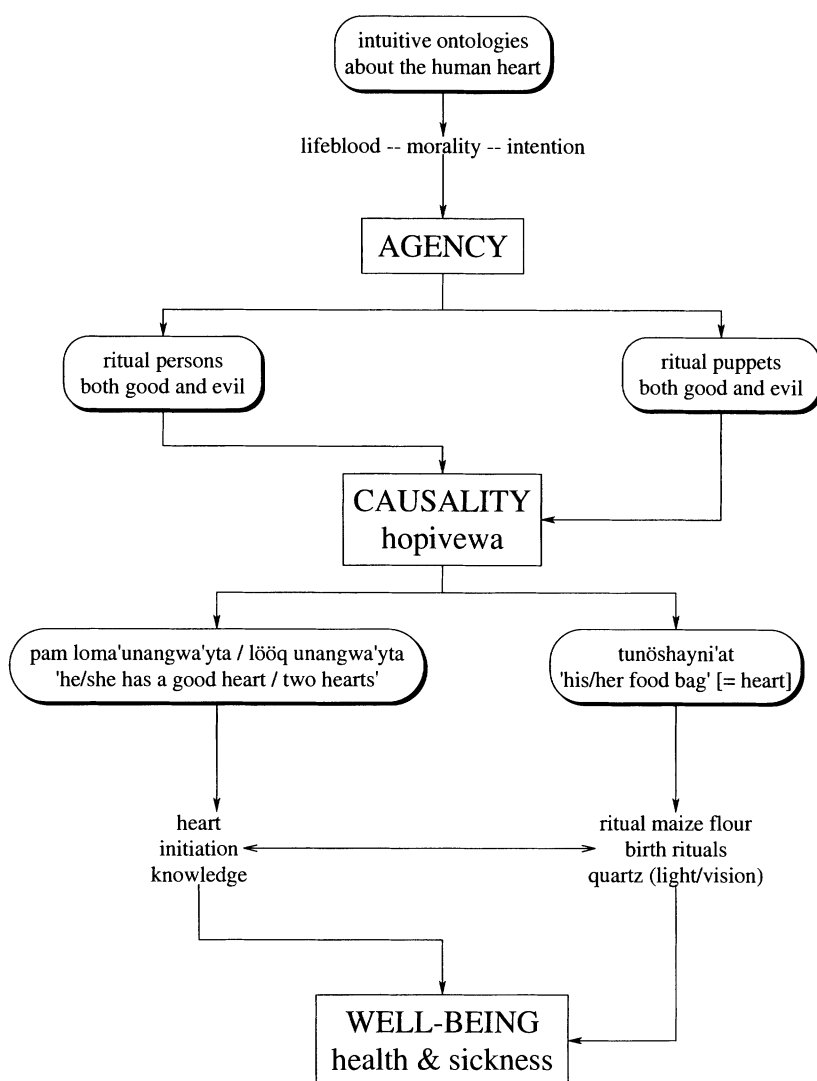 intuitive ontologies
about the human heart
lifeblood -- morality -- intention
AGENCY
ritual persons
both good and evil
ritual puppets
both good and evil
CAUSALITY
hopivewa
pam loma'unangwa'yta / lööq unangwa'yta
'he/she has a good heart / two hearts'
tunöshayni'at
'his/her food bag' [= heart]
heart
initiation
knowledge
ritual maize flour
birth rituals
quartz (light/vision)
WELL-BEING
health & sickness